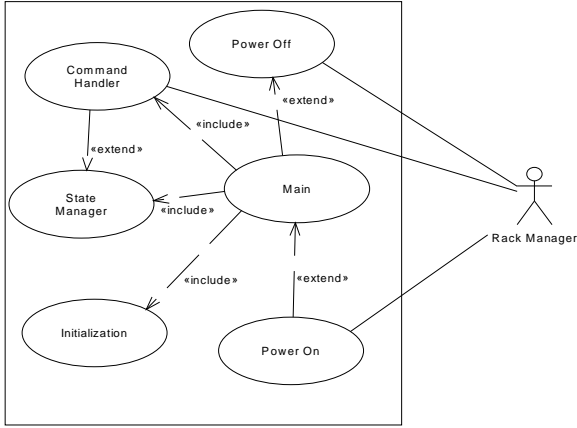 Power Off
Command
Handler
«extend»
«include»
«extend»
State
Manager
Main
«include»
Rack Manager
«include»
«extend»
Initialization
Power On